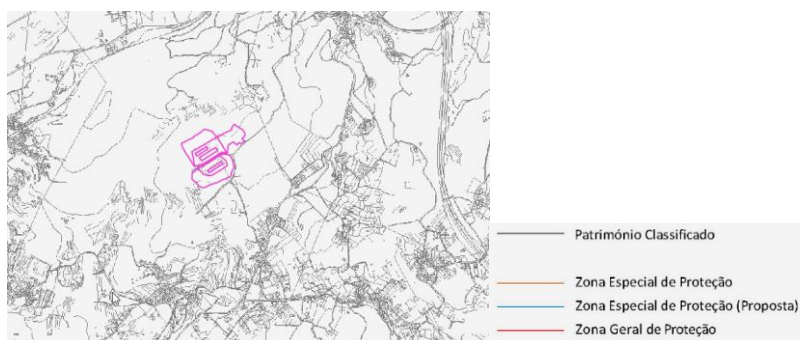 Património Classificado
Zona Especial de Proteção
Zona Especial de Proteção (Proposta)
Zona Geral de Proteção